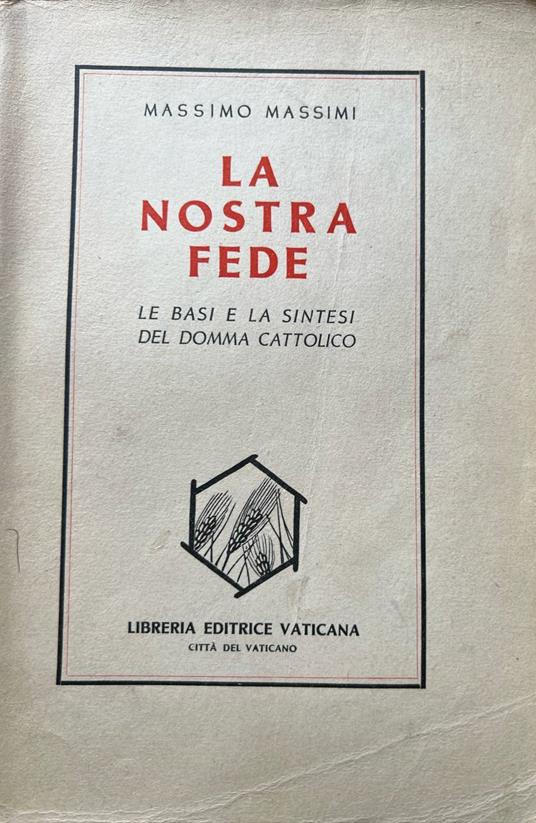 MASSIMO MASSIMI
LA
NOSTRA
FEDE
LE BASI E LA SINTESI
DEL DOMMA CATTOLICO
LIBRERIA EDITRICE VATICANA
CITTÀ DEL VATICANO